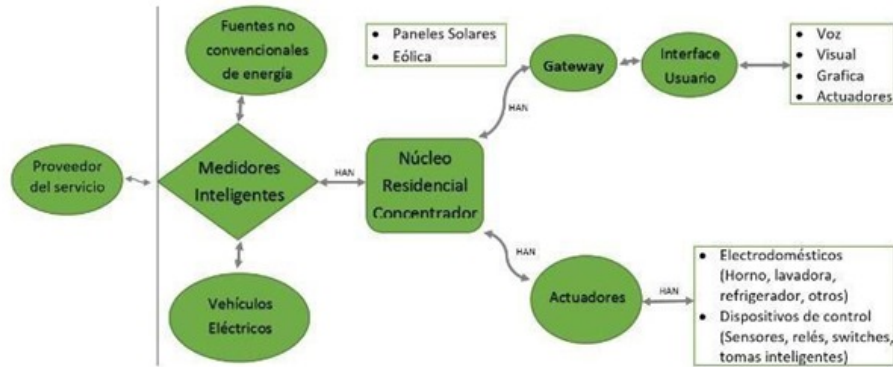 Fuentes no
convencionales
de energía
• Paneles Solares
• Eólica
Gateway
Interface
Usuario
• Voz
• Visual
• Grafica
• Actuadores
HAN
Proveedor
del servicio
Medidores
Inteligentes
HAN
Núcleo
Residencial
Concentrador
HAN
Vehículos
Eléctricos
Actuadores
HAN
• Electrodomésticos
(Horno, lavadora,
refrigerador, otros)
• Dispositivos de control
(Sensores, relés, switches,
tomas inteligentes)